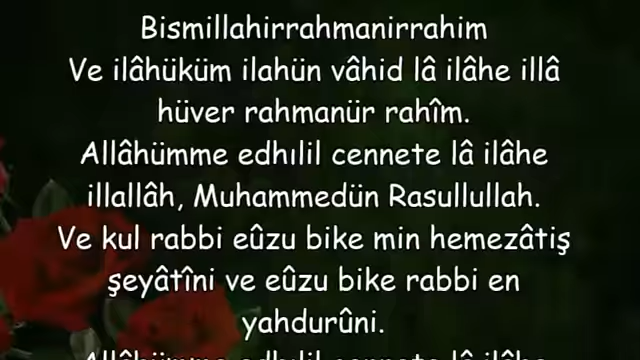 Bismillahirrahmanirrahim
Ve ilâhüküm ilahün vâhid lâ ilâhe illâ
hüver rahmanür rahîm.
Allâhümme edhılil cennete lâ ilâhe
illallâh, Muhammedün Rasullullah.
Ve kul rabbi eûzu bike min hemezâtiş
şeyâtîni ve eûzu bike rabbi en
yahdurûni.
Allâhümme edhılil cennete lâ ilâhe